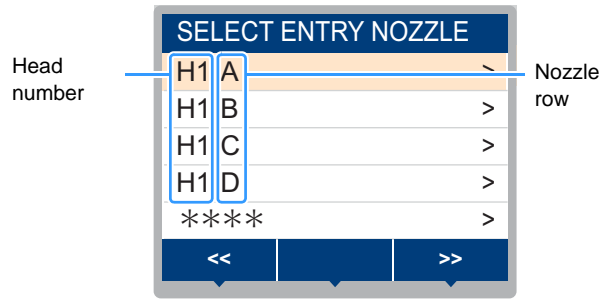 SELECT ENTRY NOZZLE
Head number
H1 A >
Nozzle row
H1 B >
H1 C >
H1 D >
**** >
<< >>